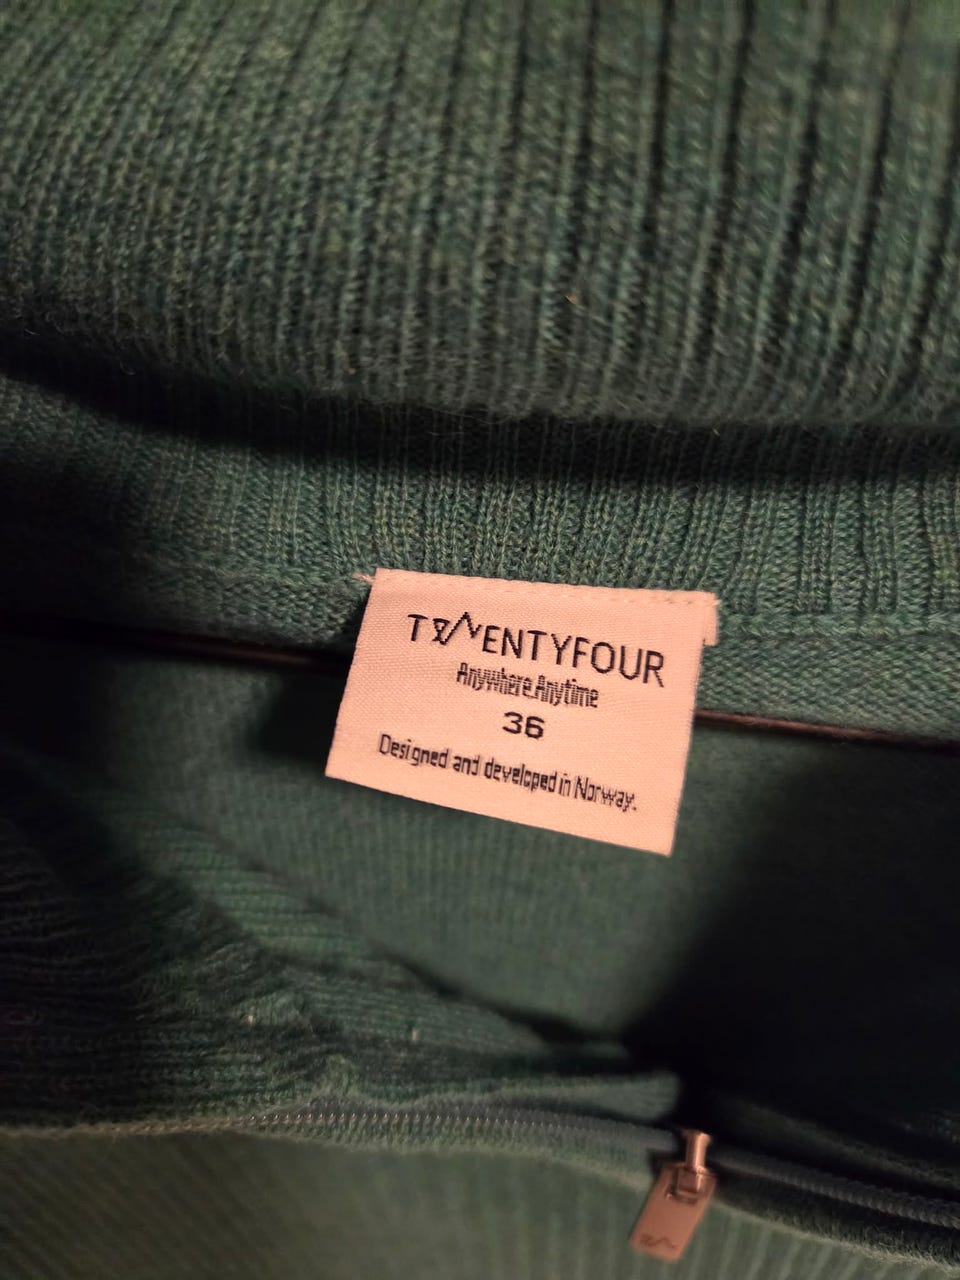 TWENTYFOUR
Anywhere.Anytime
36
Designed and developed in Norway.